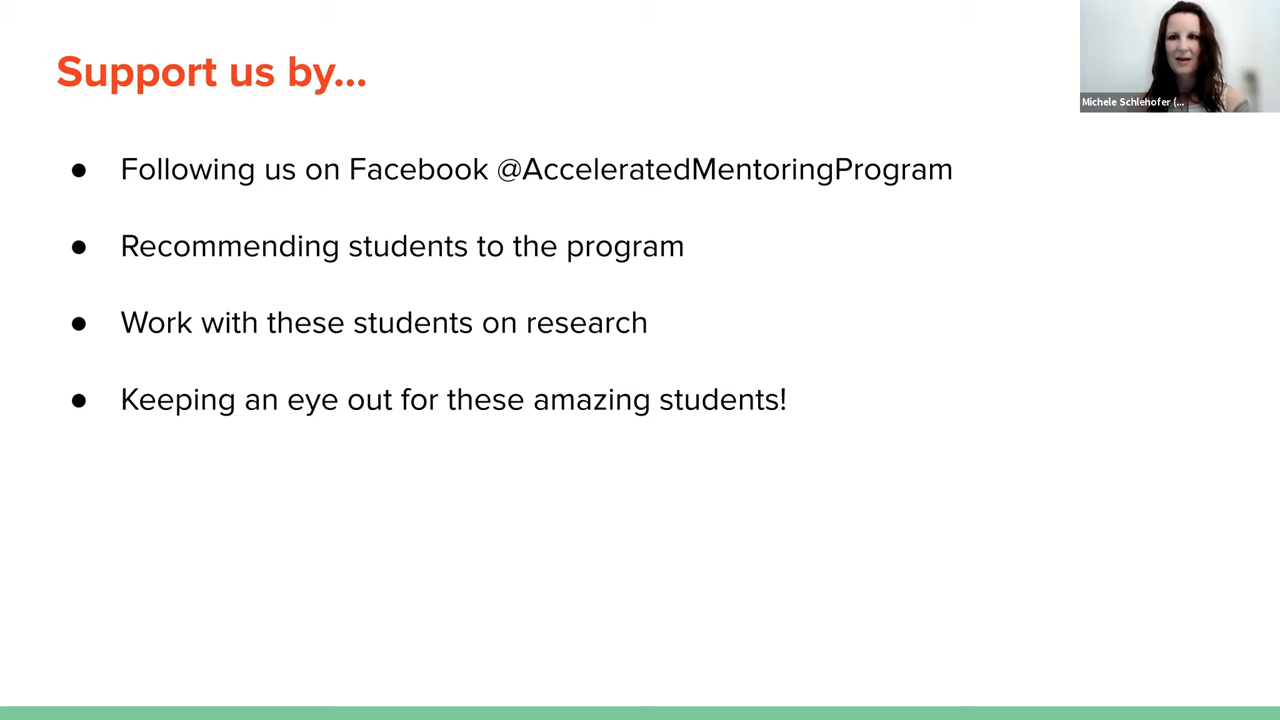 Support us by...
Michele Schlehofer (...
● Following us on Facebook @AcceleratedMentoringProgram
● Recommending students to the program
● Work with these students on research
● Keeping an eye out for these amazing students!